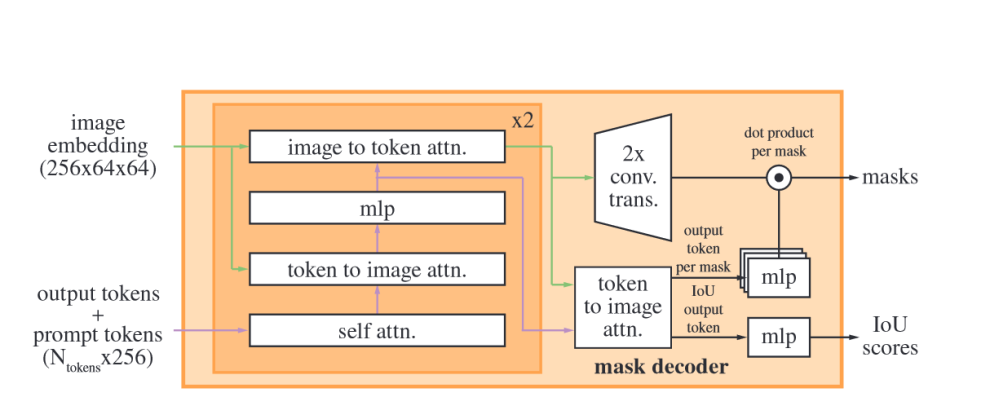 image
embedding
(256x64x64)
output tokens
+
prompt tokens
(Ntokensx256)
x2
image to token attn.
mlp
token to image attn.
self attn.
2x
conv.
trans.
dot product
per mask
masks
output
token
per mask
mlp
token
to image
attn.
IoU
output
token
mlp
IoU
scores
mask decoder